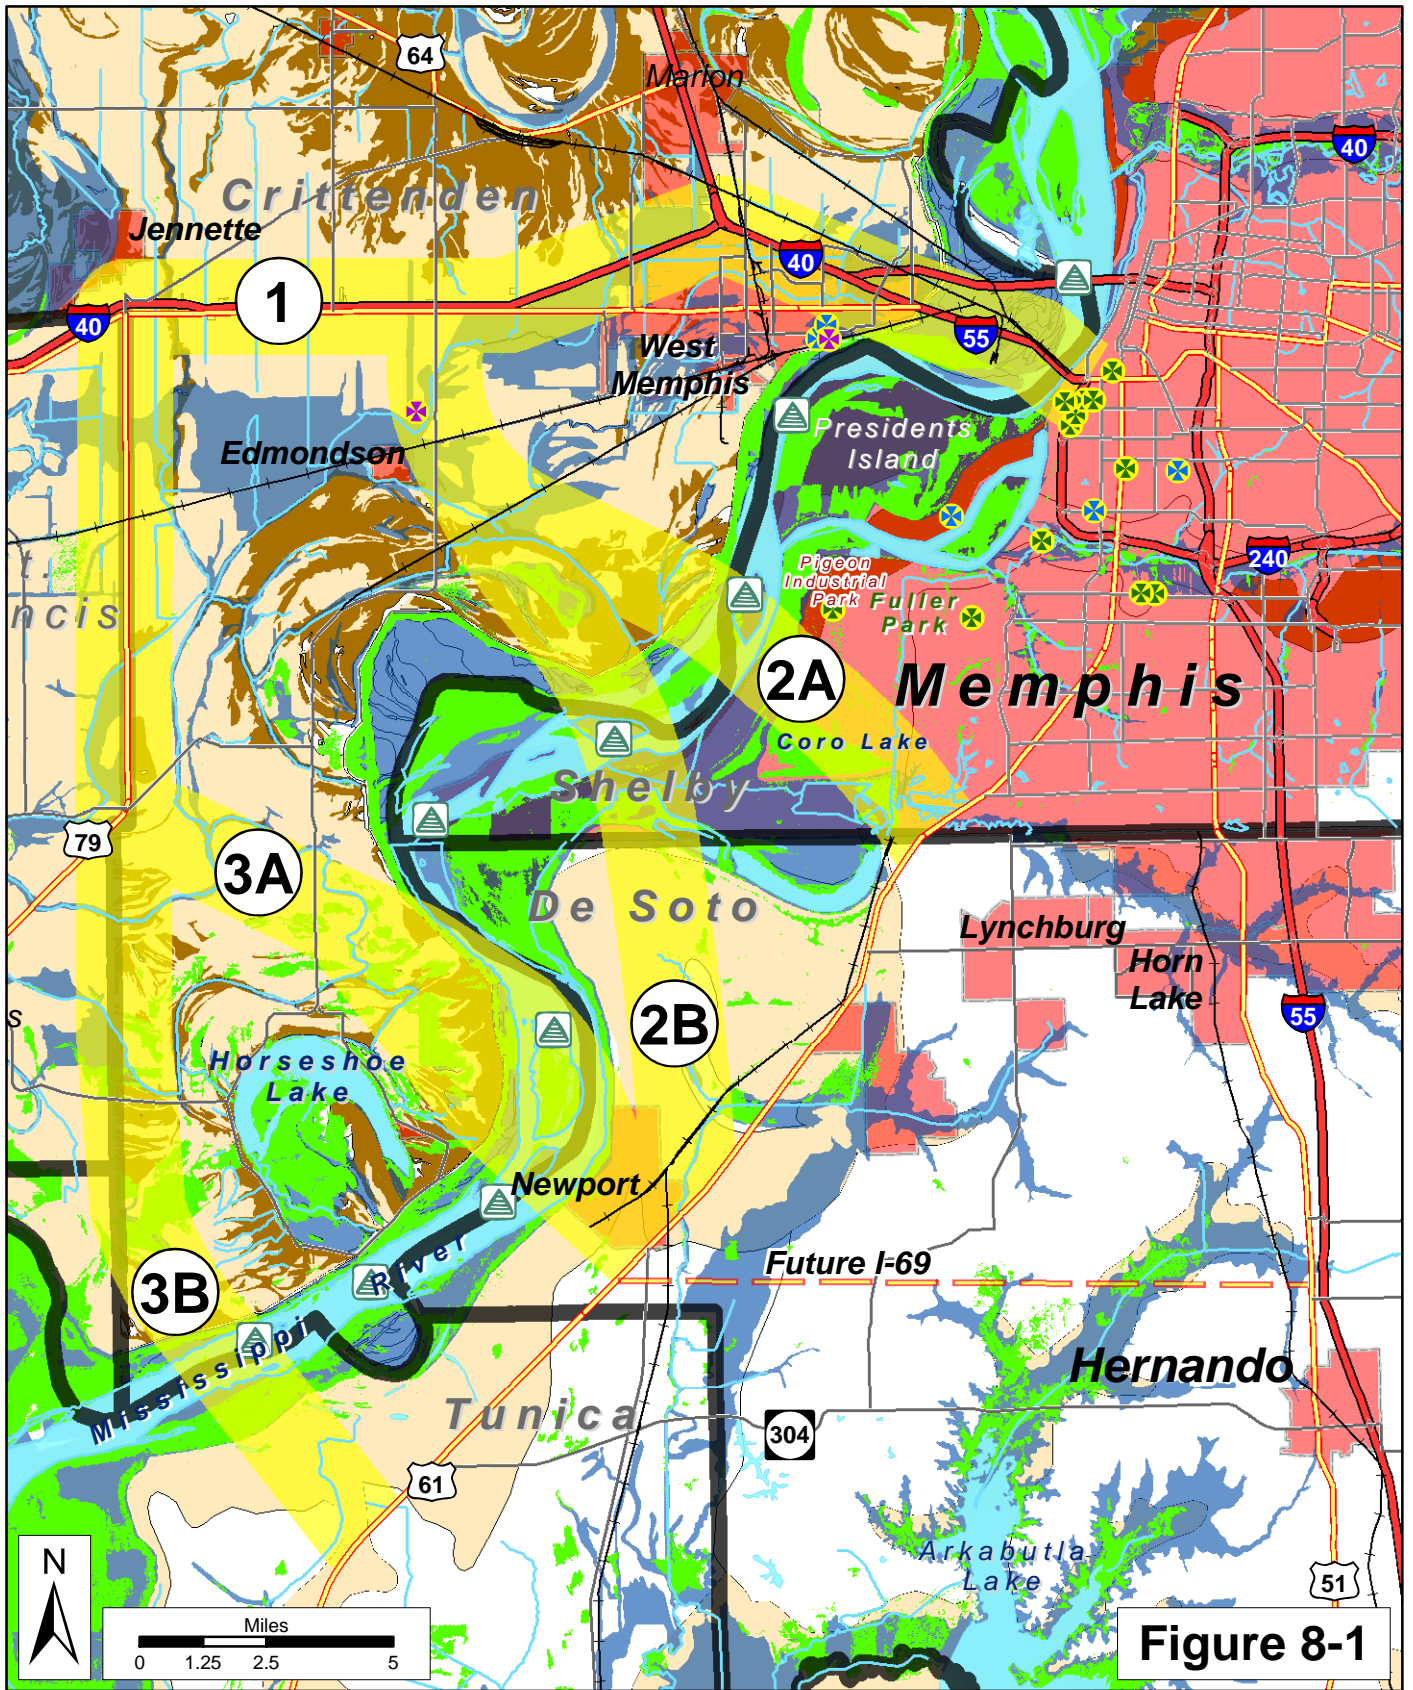 64
Marion
40
Crittenden
Jennette
40
1
40
55
West
Memphis
Presidents
Island
Edmondson
240
Pigeon
Industrial
Park
Fuller
Park
t.
ncis
2A
Memphis
Coro Lake
Shelby
79
3A
De Soto
Lynchburg
Horn
Lake
2B
55
s
Horseshoe
Lake
Newport
Future I-69
3B
Mississippi River
Hernando
Tunica
304
61
Arkabutla
Lake
51
N
Miles
0 1.25 2.5 5
Figure 8-1